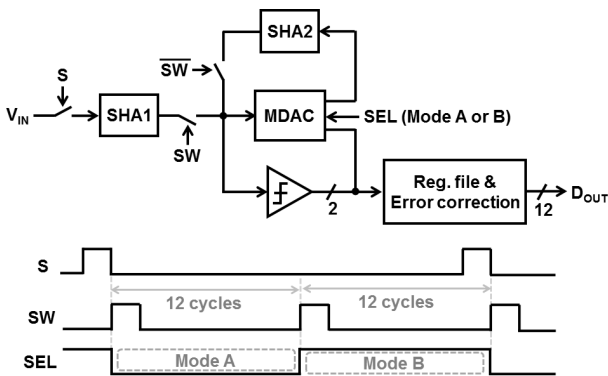 SHA2
S
SW
V_IN
SHA1
MDAC
SEL (Mode A or B)
SW
2
Reg. file &
Error correction
12
D_OUT
S
12 cycles
12 cycles
SW
SEL
Mode A
Mode B